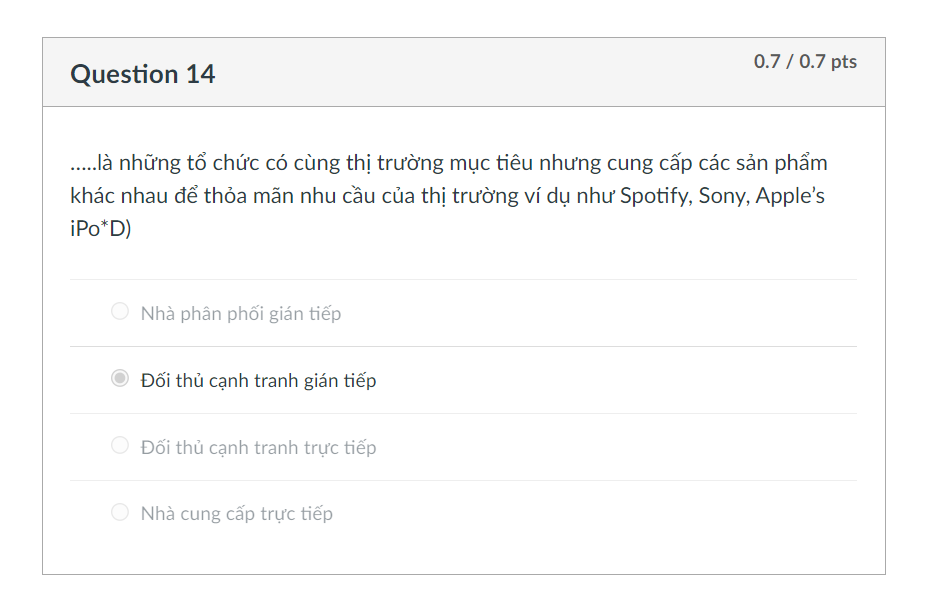 Question 14
0.7 / 0.7 pts
.....là những tổ chức có cùng thị trường mục tiêu nhưng cung cấp các sản phẩm
khác nhau để thỏa mãn nhu cầu của thị trường ví dụ như Spotify, Sony, Apple’s
iPo*D)
Nhà phân phối gián tiếp
Đối thủ cạnh tranh gián tiếp
Đối thủ cạnh tranh trực tiếp
Nhà cung cấp trực tiếp